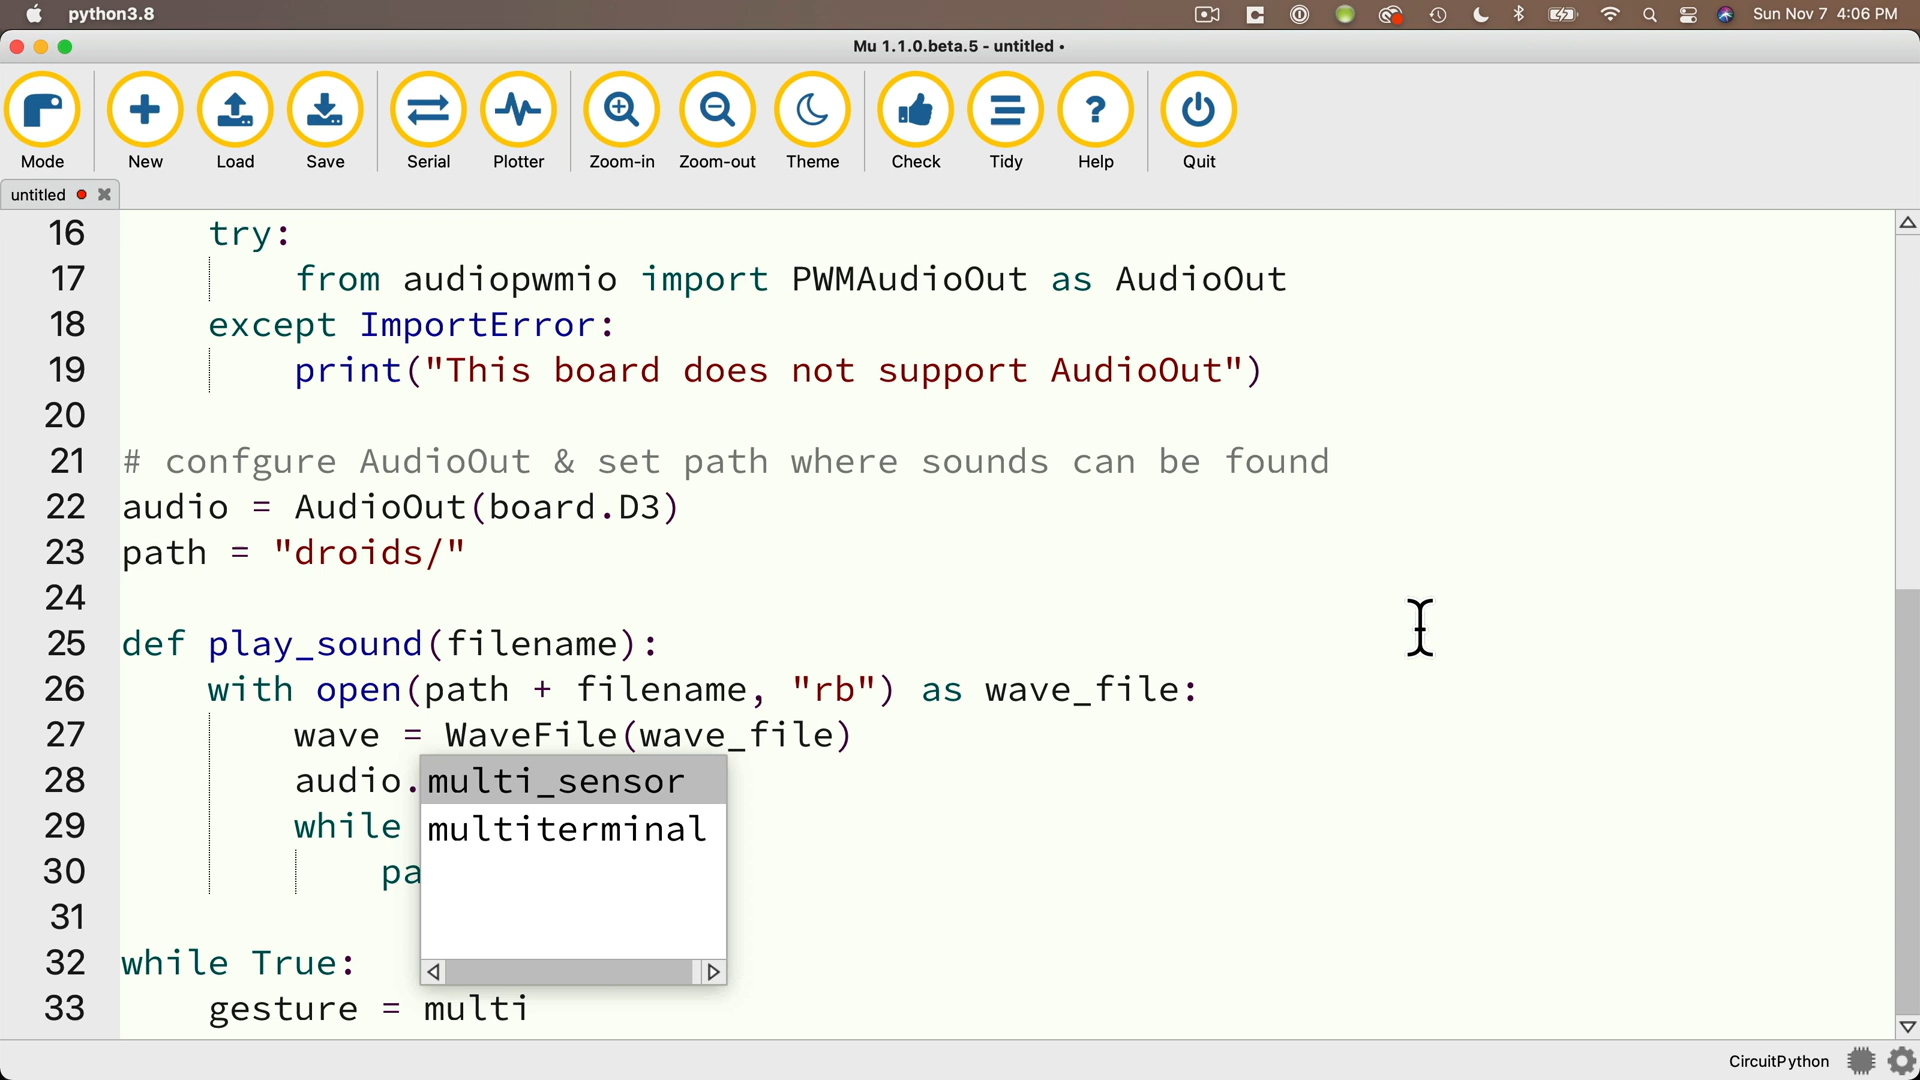 python3.8
Sun Nov 7 4:06 PM
Mu 1.1.0.beta.5 - untitled •
Mode
New
Load
Save
Serial
Plotter
Zoom-in
Zoom-out
Theme
Check
Tidy
Help
Quit
untitled
16 try:
17 from audiopwmio import PWMAudioOut as AudioOut
18 except ImportError:
19 print("This board does not support AudioOut")
20
21 # confgure AudioOut & set path where sounds can be found
22 audio = AudioOut(board.D3)
23 path = "droids/"
24
25 def play_sound(filename):
26 with open(path + filename, "rb") as wave_file:
27 wave = WaveFile(wave_file)
28 audio.
29 while
30 pa
31
32 while True:
33 gesture = multi
multi_sensor
multiterminal
CircuitPython